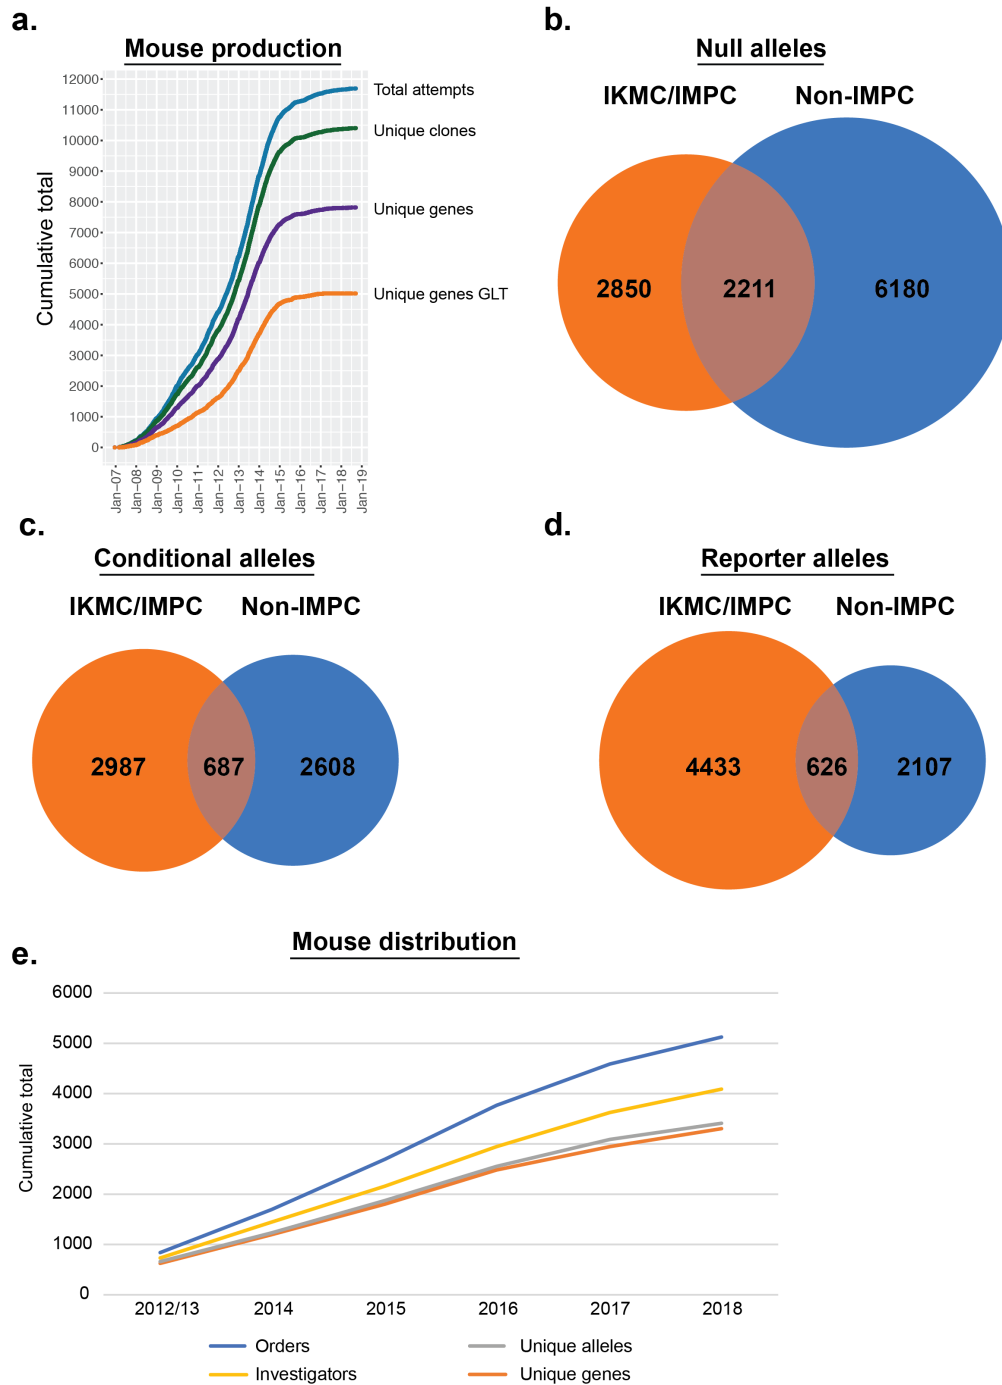 a.
Mouse production
12000
11000
10000
9000
8000
7000
6000
5000
4000
3000
2000
1000
0
Cumulative total
Total attempts
Unique clones
Unique genes
Unique genes GLT
Jan-07
Jan-08
Jan-09
Jan-10
Jan-11
Jan-12
Jan-13
Jan-14
Jan-15
Jan-16
Jan-17
Jan-18
Jan-19
b.
Null alleles
IKMC/IMPC Non-IMPC
2850 2211 6180
c.
Conditional alleles
IKMC/IMPC Non-IMPC
2987 687 2608
d.
Reporter alleles
IKMC/IMPC Non-IMPC
4433 626 2107
e.
Mouse distribution
6000
5000
4000
3000
2000
1000
0
Cumulative total
2012/13 2014 2015 2016 2017 2018
Orders Unique alleles
Investigators Unique genes